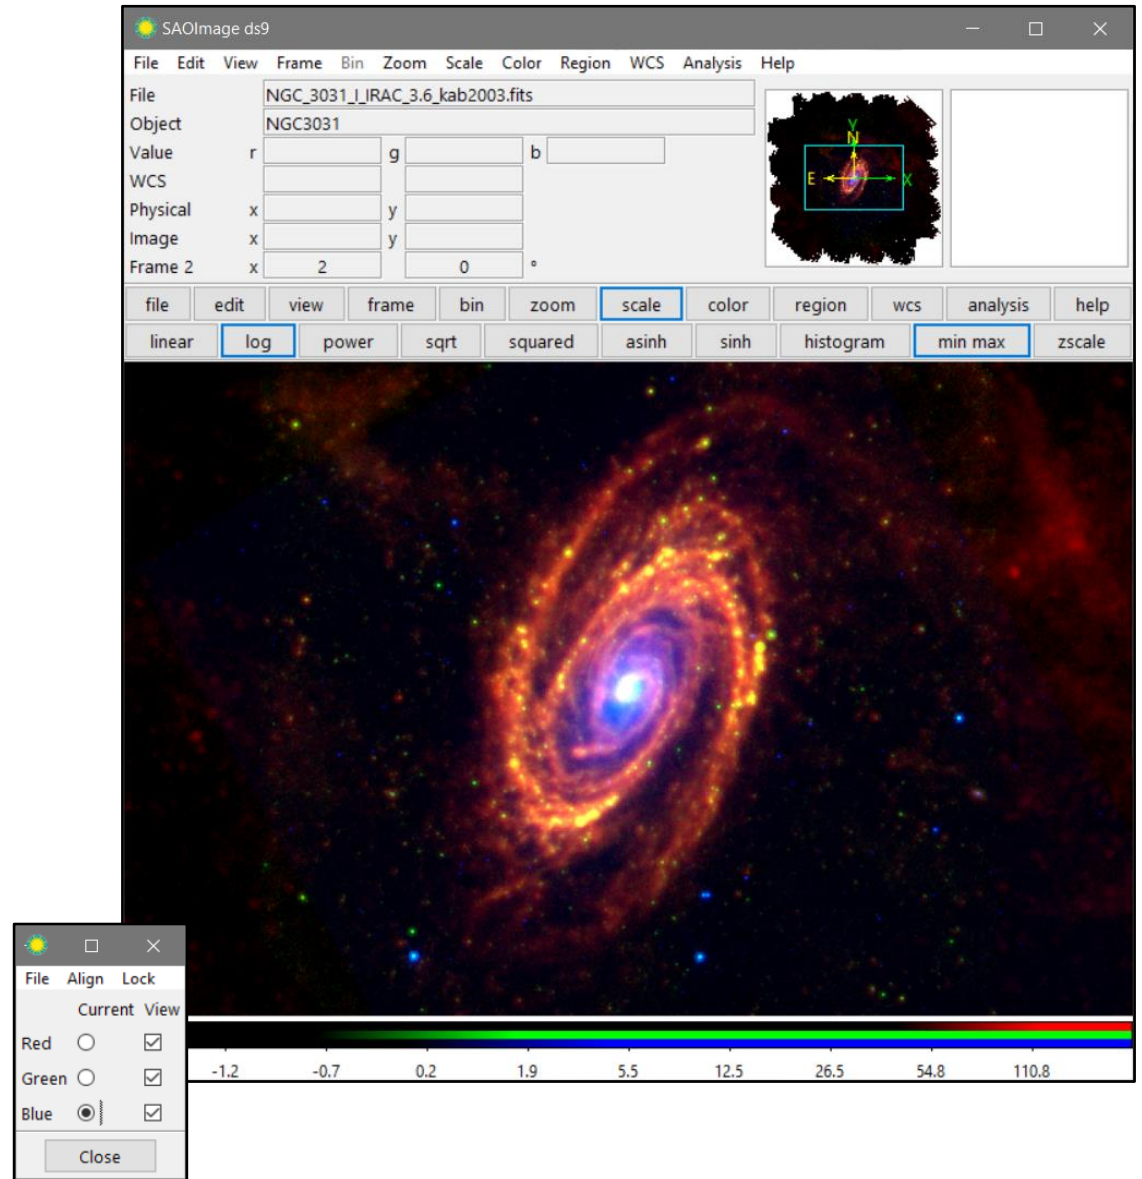 SAOImage ds9
File Edit View Frame Bin Zoom Scale Color Region WCS Analysis Help
File NGC_3031_I_IRAC_3.6_kab2003.fits
Object NGC3031
Value r g b
WCS
Physical x y
Image x y
Frame 2 x 2 0 °
Y
N
E X
file edit view frame bin zoom scale color region wcs analysis help
linear log power sqrt squared asinh sinh histogram min max zscale
File Align Lock
Current View
Red
Green
Blue
Close
-1.2 -0.7 0.2 1.9 5.5 12.5 26.5 54.8 110.8